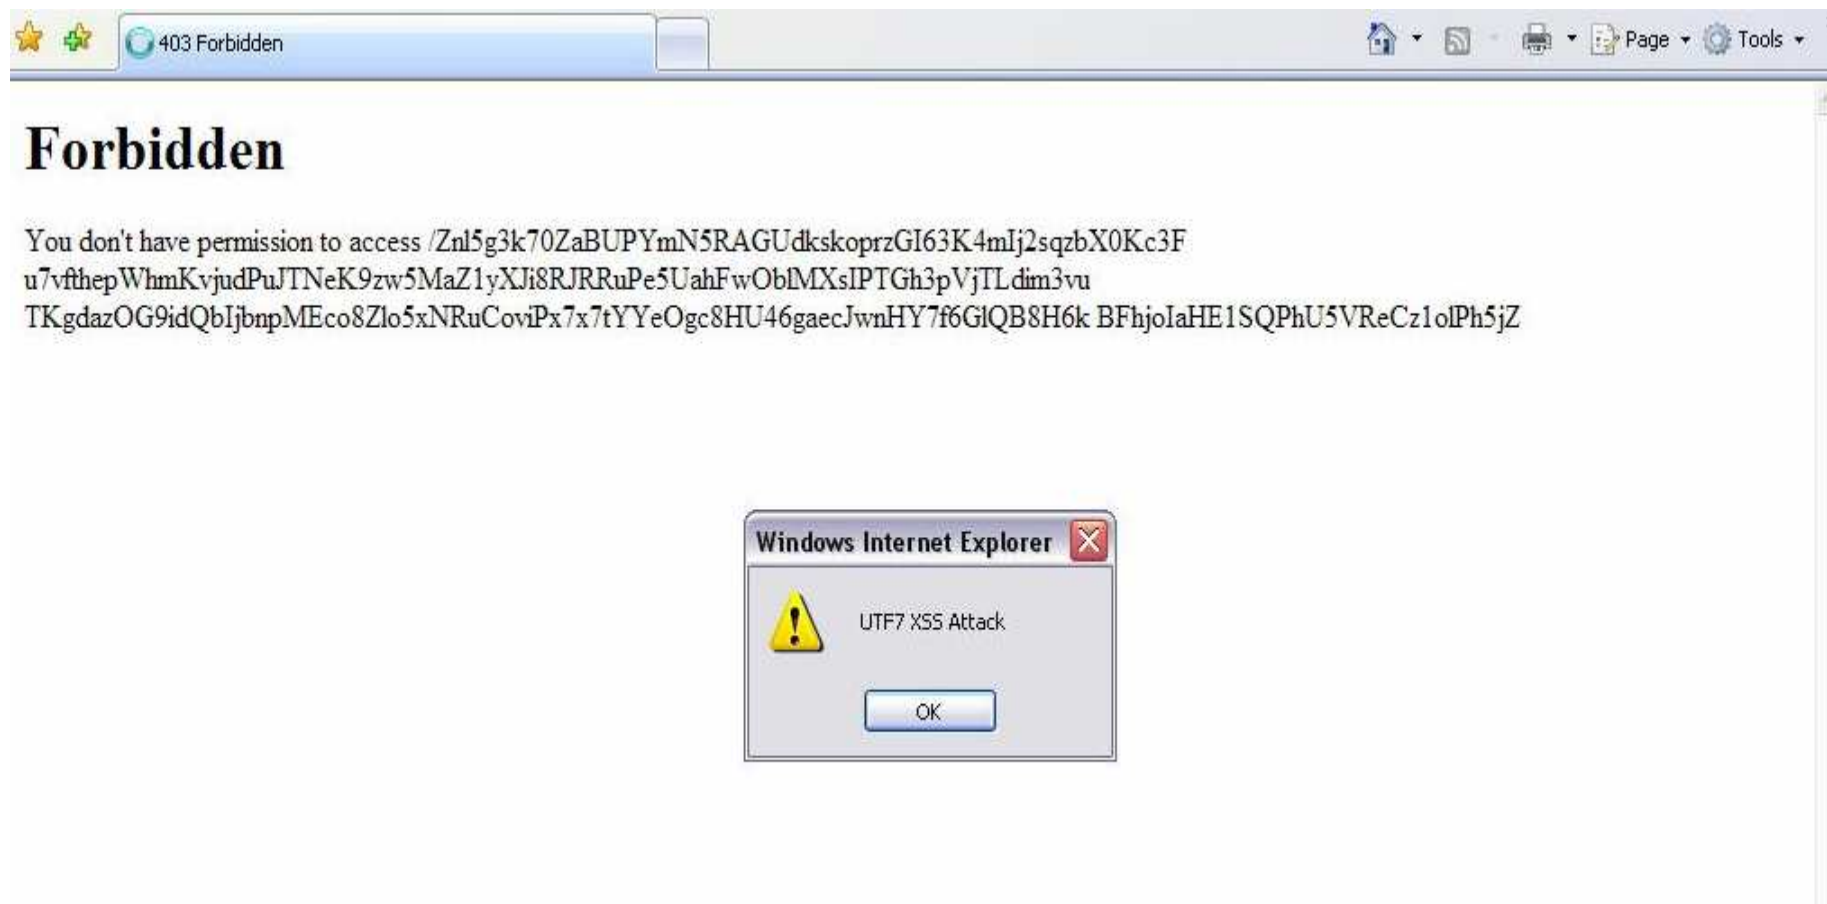 403 Forbidden
Page
Tools
Forbidden
You don't have permission to access /Znl5g3k70ZaBUPYmN5RAGUdkskoprzGI63K4mIj2sqzbX0Kc3F
u7vfthepWhmKvjudPuJTNeK9zw5MaZ1yXJi8RJRRuPe5UahFwOblMXsIPTGh3pVjTLdim3vu
TKgdazOG9idQbIjbnpMEco8Zlo5xNRuCoviPx7x7tYYeOgc8HU46gaecJwnHY7f6GlQB8H6k BFhjoIaHE1SQPhU5VReCz1olPh5jZ
Windows Internet Explorer
UTF7 XSS Attack
OK